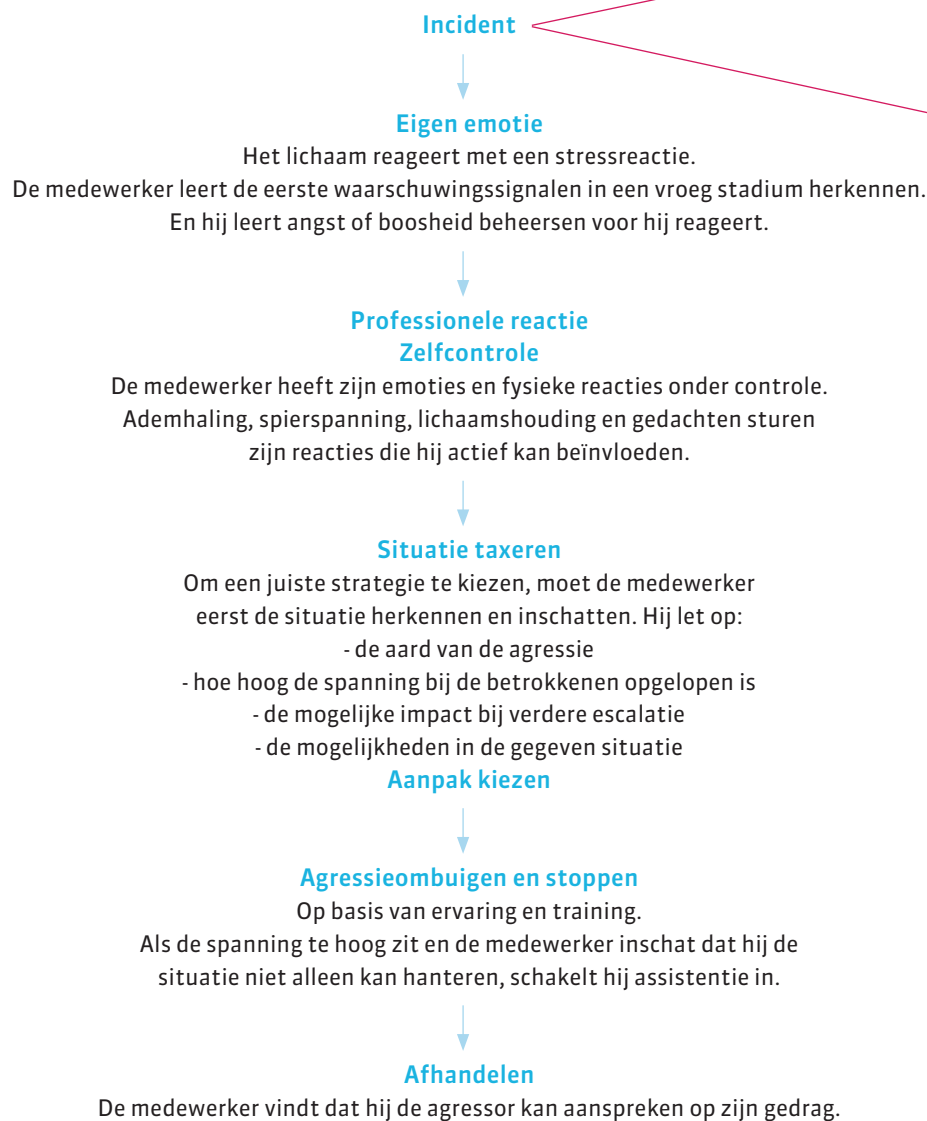 Incident
Eigen emotie
Het lichaam reageert met een stressreactie.
De medewerker leert de eerste waarschuwingssignalen in een vroeg stadium herkennen.
En hij leert angst of boosheid beheersen voor hij reageert.
Professionele reactie
Zelfcontrole
De medewerker heeft zijn emoties en fysieke reacties onder controle.
Ademhaling, spierspanning, lichaamshouding en gedachten sturen
zijn reacties die hij actief kan beïnvloeden.
Situatie taxeren
Om een juiste strategie te kiezen, moet de medewerker
eerst de situatie herkennen en inschatten. Hij let op:
- de aard van de agressie
- hoe hoog de spanning bij de betrokkenen opgelopen is
- de mogelijke impact bij verdere escalatie
- de mogelijkheden in de gegeven situatie
Aanpak kiezen
Agressieombuigen en stoppen
Op basis van ervaring en training.
Als de spanning te hoog zit en de medewerker inschat dat hij de
situatie niet alleen kan hanteren, schakelt hij assistentie in.
Afhandelen
De medewerker vindt dat hij de agressor kan aanspreken op zijn gedrag.